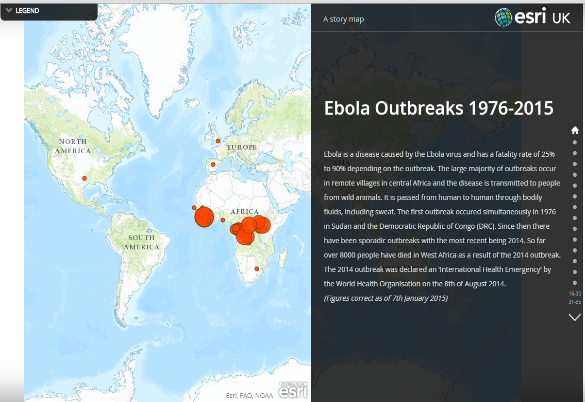 LEGEND
A story map
esri UK
Ebola Outbreaks 1976-2015
Ebola is a disease caused by the Ebola virus and has a fatality rate of 25%
to 90% depending on the outbreak. The large majority of outbreaks occur
in remote villages in central Africa and the disease is transmitted to people
from wild animals. It is passed from human to human through bodily
fluids, including sweat. The first outbreak occured simultaneously in 1976
in Sudan and the Democratic Republic of Congo (DRC). Since then there
have been sporadic outbreaks with the most recent being 2014. So far
over 8000 people have died in West Africa as a result of the 2014 outbreak.
The 2014 outbreak was declared an 'International Health Emergency' by
the World Health Organisation on the 8th of August 2014.
(Figures correct as of 7th January 2015)
NORTH
AMERICA
EUROPE
AFRICA
SOUTH
AMERICA
16-30
31-35
Esri, FAO, NOAA
esri